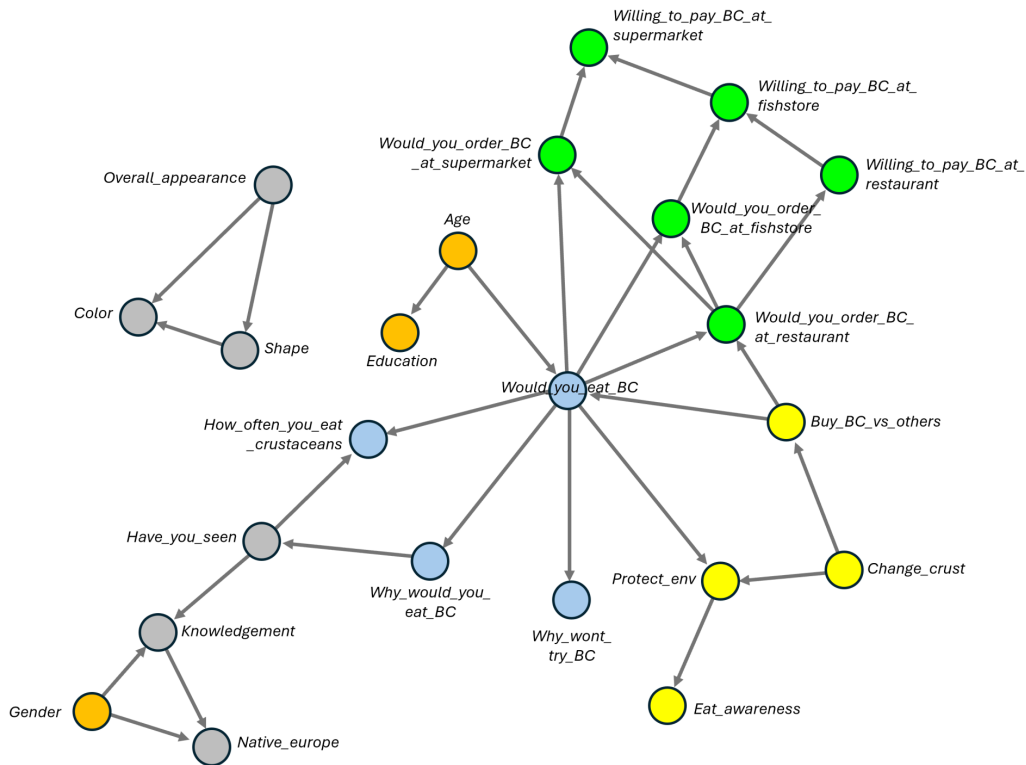 Willing_to_pay_BC_at_
supermarket
Willing_to_pay_BC_at_
fishstore
Would_you_order_BC
_at_supermarket
Willing_to_pay_BC_at_
restaurant
Overall_appearance
Would_you_order_
BC_at_fishstore
Age
Color
Shape
Education
Would_you_order_BC_
at_restaurant
Would_you_eat_BC
How_often_you_eat
_crustaceans
Buy_BC_vs_others
Have_you_seen
Why_would_you_
eat_BC
Protect_env
Change_crust
Knowledgement
Why_wont_
try_BC
Gender
Eat_awareness
Native_europe